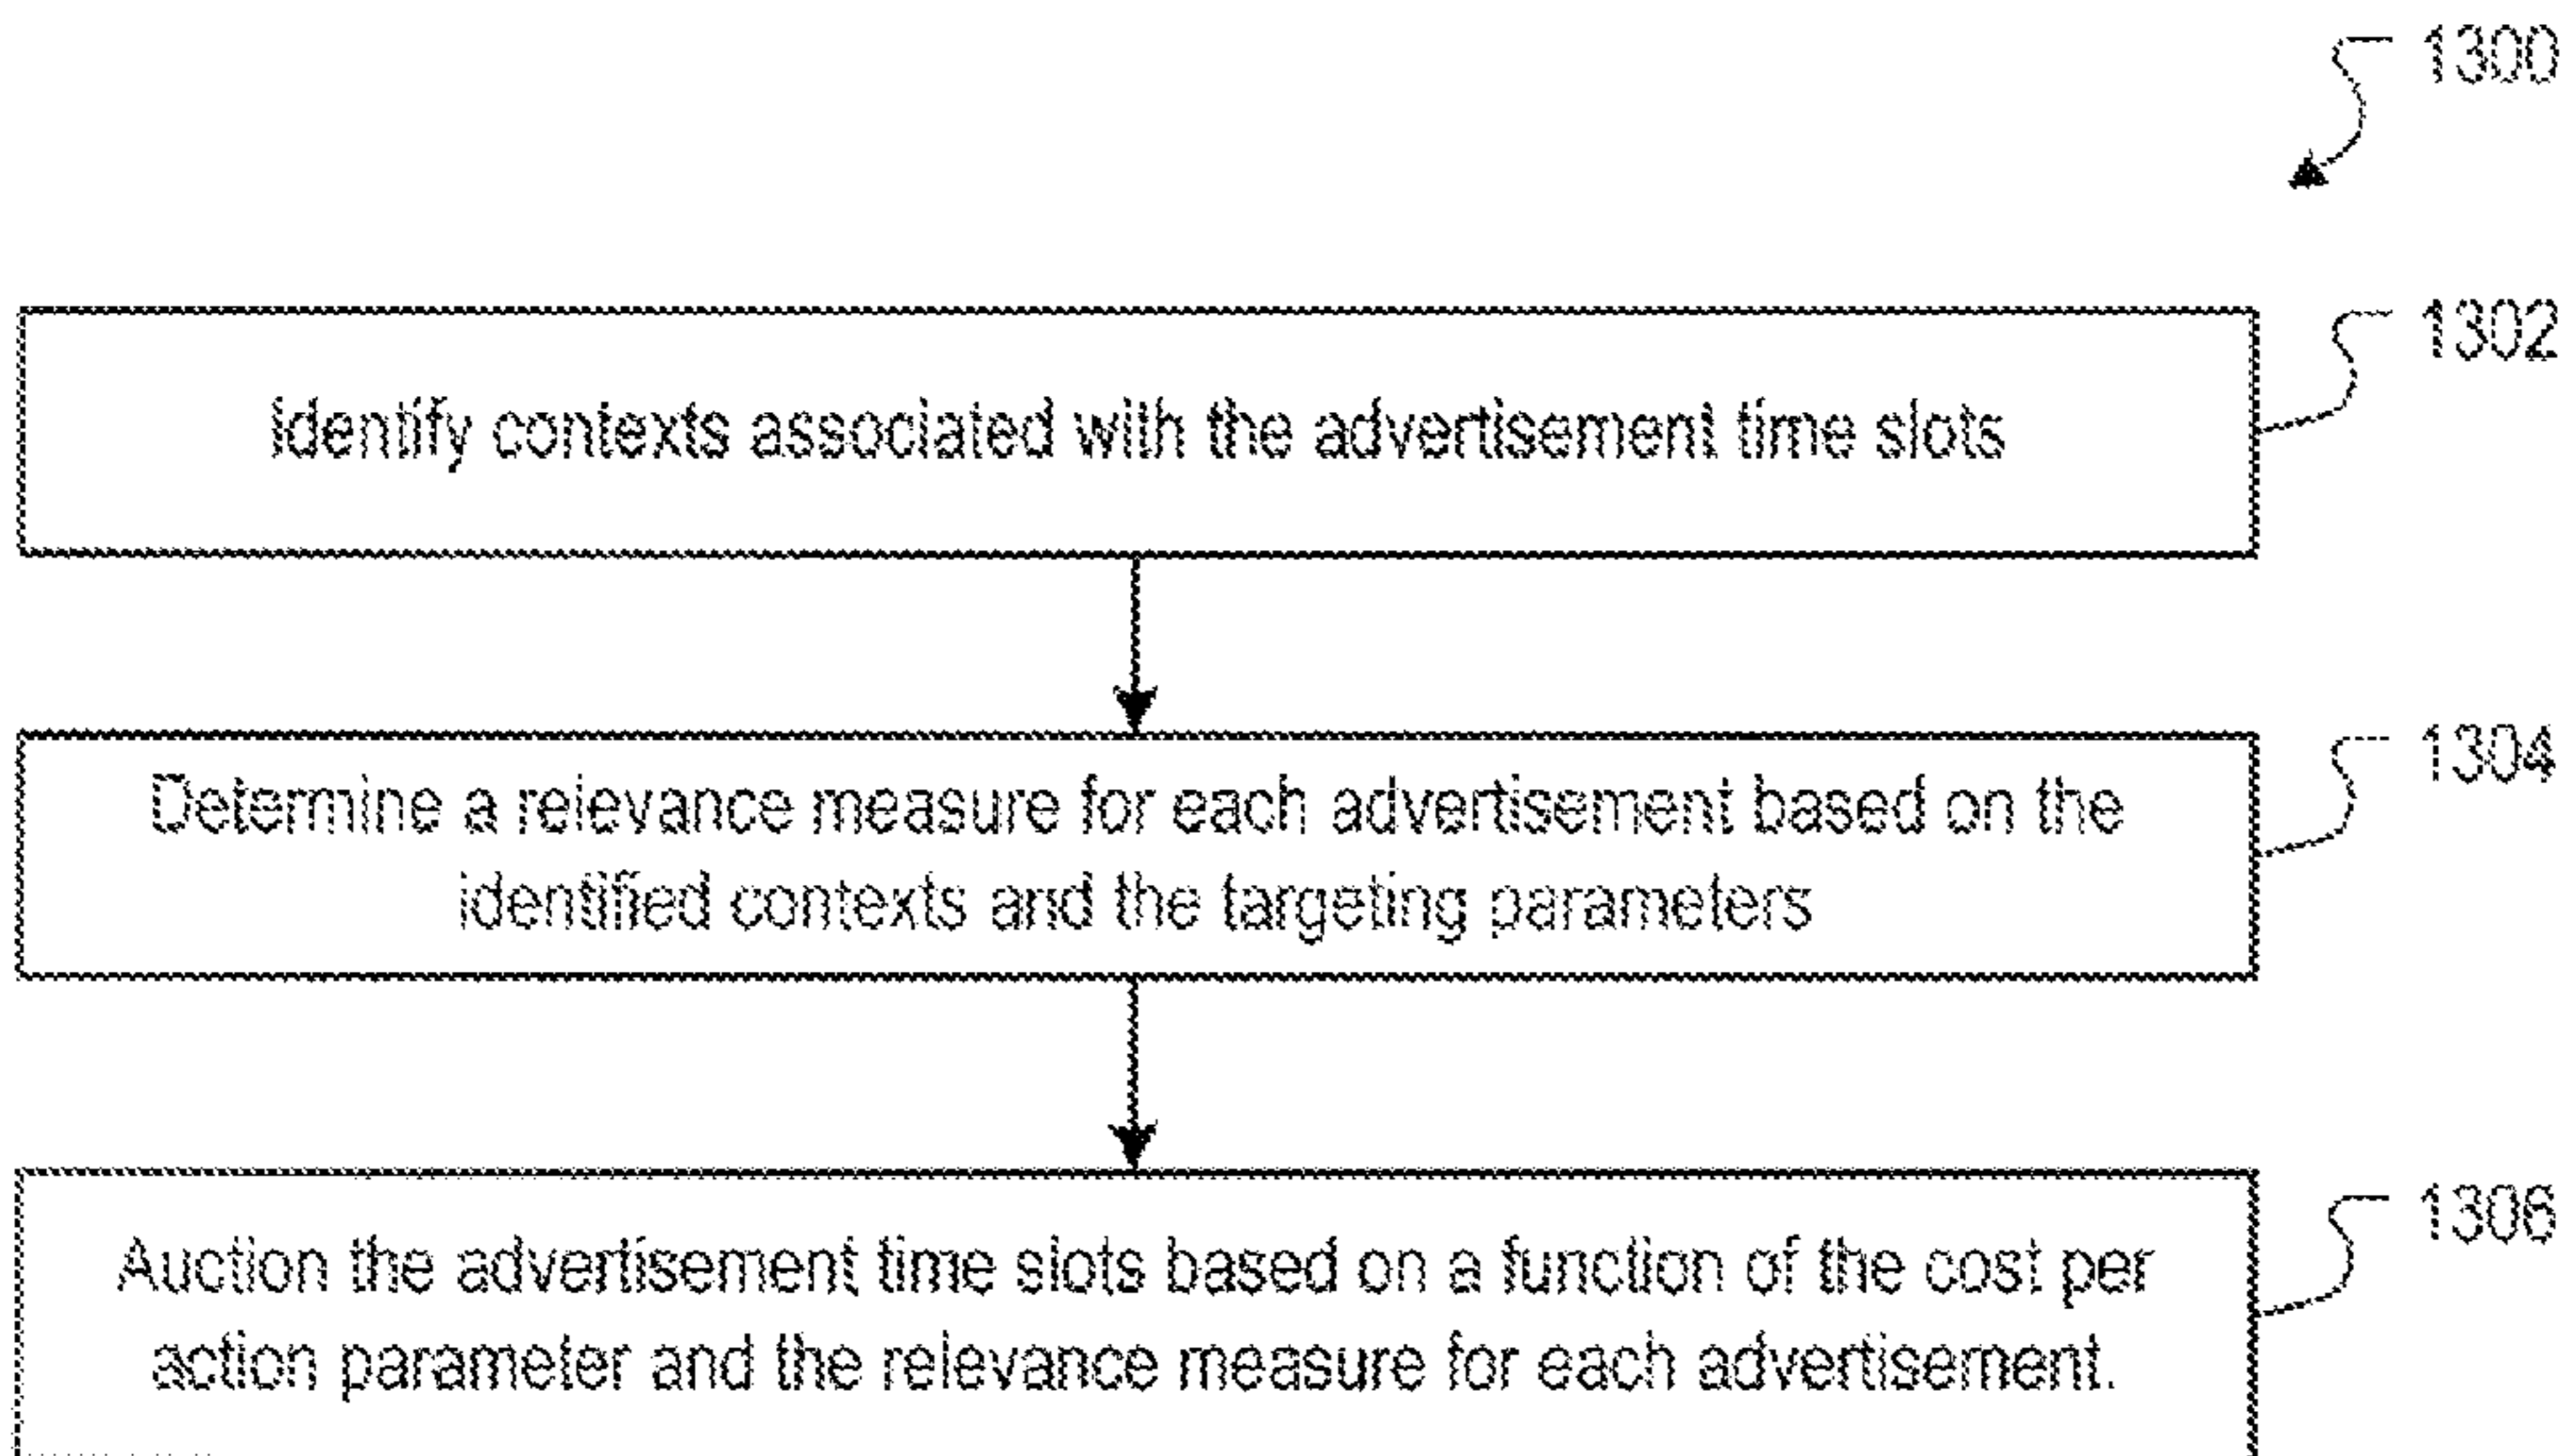 1300
1302
Identify contexts associated with the advertisement time slots
1304
Determine a relevance measure for each advertisement based on the
identified contexts and the targeting parameters
1306
Auction the advertisement time slots based on a function of the cost per
action parameter and the relevance measure for each advertisement.